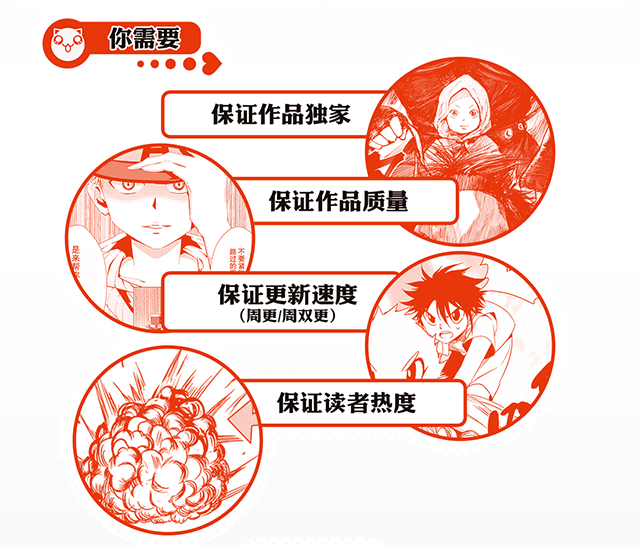 你需要
保证作品独家
保证作品质量
不要紧
路过的
是来帮
保证更新速度
（周更/周双更）
保证读者热度